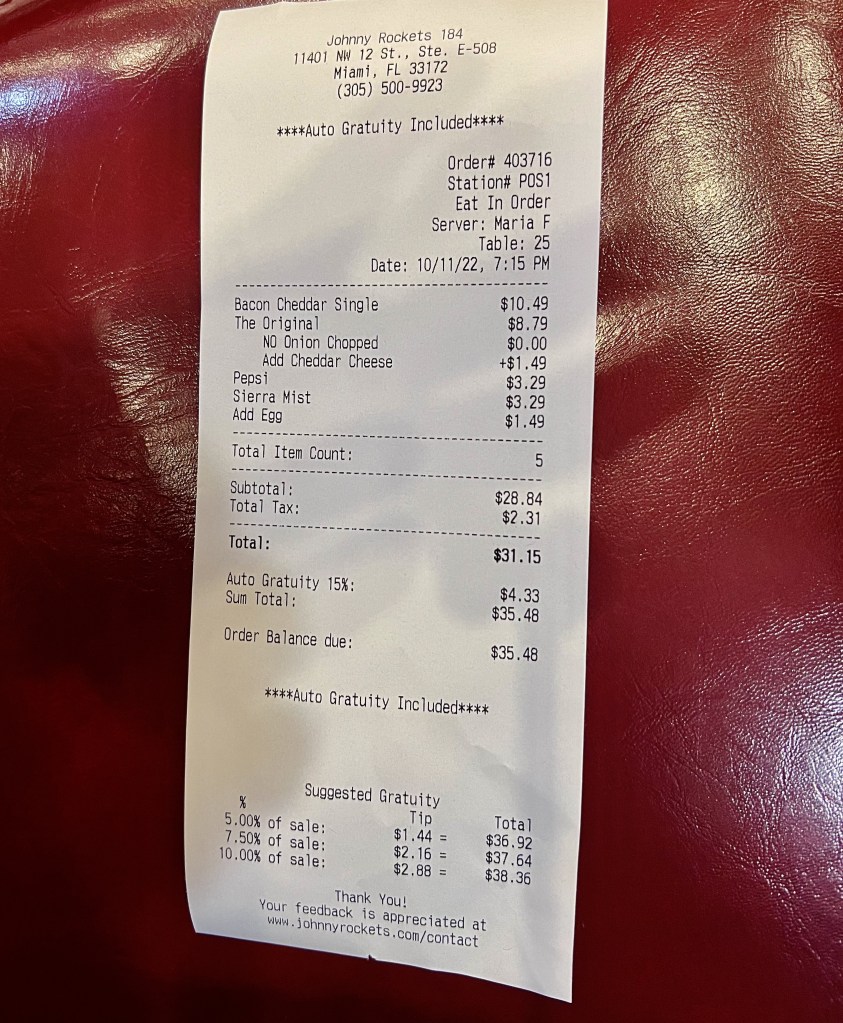 Johnny Rockets 184
11401 NW 12 St., Ste. E-508
Miami, FL 33172
(305) 500-9923
****Auto Gratuity Included****
Order# 403716
Station# POS1
Eat In Order
Server: Maria F
Table: 25
Date: 10/11/22, 7:15 PM
Bacon Cheddar Single $10.49
The Original $8.79
NO Onion Chopped $0.00
Add Cheddar Cheese +$1.49
Pepsi $3.29
Sierra Mist $3.29
Add Egg $1.49
Total Item Count: 5
Subtotal: $28.84
Total Tax: $2.31
Total: $31.15
Auto Gratuity 15%: $4.33
Sum Total: $35.48
Order Balance due: $35.48
****Auto Gratuity Included****
Suggested Gratuity
% Tip Total
5.00% of sale: $1.44 = $36.92
7.50% of sale: $2.16 = $37.64
10.00% of sale: $2.88 = $38.36
Thank You!
Your feedback is appreciated at
www.johnnyrockets.com/contact